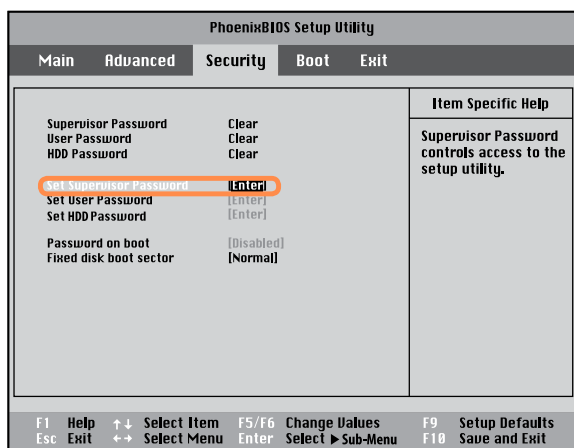 PhoenixBIOS Setup Utility
Main Advanced Security Boot Exit
Item Specific Help
Supervisor Password Clear
User Password Clear
HDD Password Clear
Supervisor Password
controls access to the
setup utility.
Set Supervisor Password [Enter]
Set User Password [Enter]
Set HDD Password [Enter]
Password on boot [Disabled]
Fixed disk boot sector [Normal]
F1 Help ↑↓ Select Item F5/F6 Change Values F9 Setup Defaults
Esc Exit ←→ Select Menu Enter Select ▶ Sub-Menu F10 Save and Exit